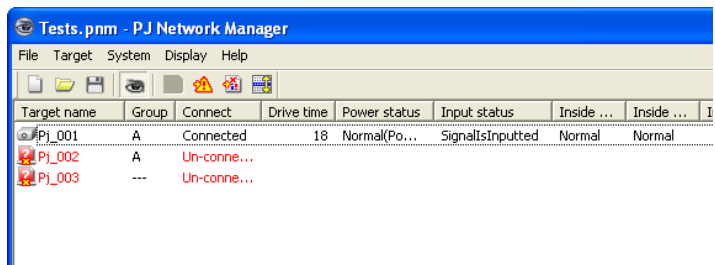 Tests.pnm - PJ Network Manager
File Target System Display Help
Target name Group Connect Drive time Power status Input status Inside ... Inside ...
Pj_001 A Connected 18 Normal(Po... SignalIsInputted Normal Normal
Pj_002 A Un-conne...
Pj_003 --- Un-conne...